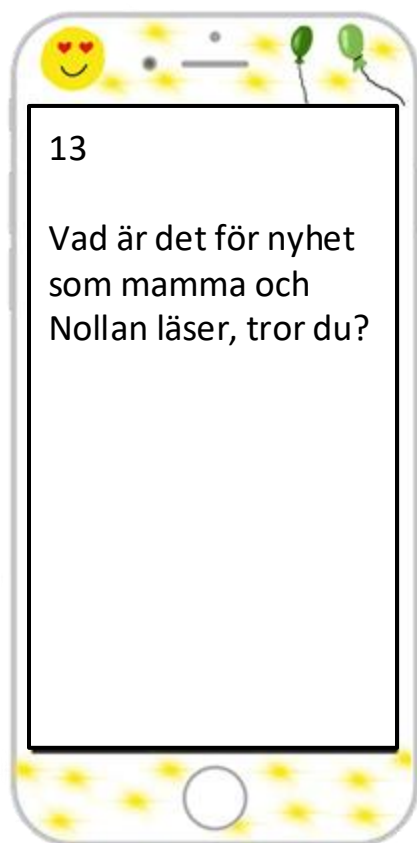 13
Vad är det för nyhet
som mamma och
Nollan läser, tror du?